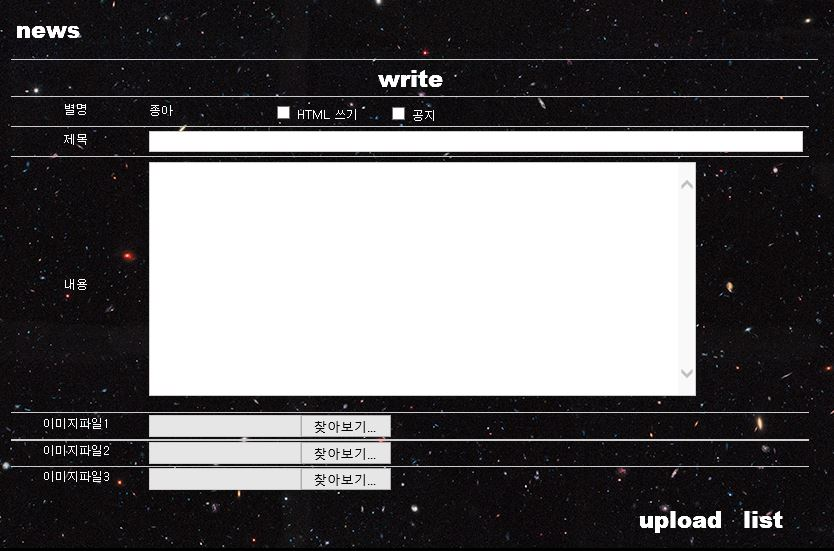 news
write
별명 종아 HTML 쓰기 공지
제목
내용
이미지파일1 찾아보기...
이미지파일2 찾아보기...
이미지파일3 찾아보기...
upload list